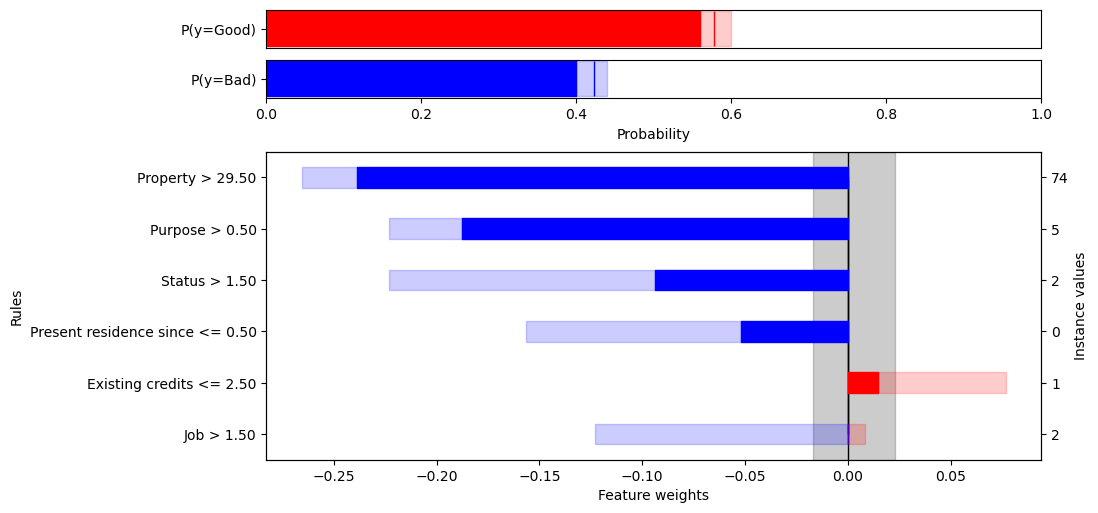 P(y=Good)
P(y=Bad)
0.0 0.2 0.4 0.6 0.8 1.0
Probability
Property > 29.50 74
Purpose > 0.50 5
Status > 1.50 2
Present residence since <= 0.50 0
Existing credits <= 2.50 1
Job > 1.50 2
Rules
Instance values
−0.25 −0.20 −0.15 −0.10 −0.05 0.00 0.05
Feature weights